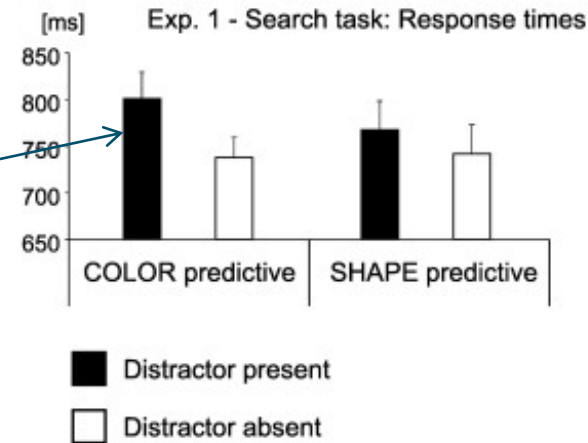 [ms] Exp. 1 - Search task: Response times
850
800
750
700
650
COLOR predictive SHAPE predictive
Distractor present
Distractor absent